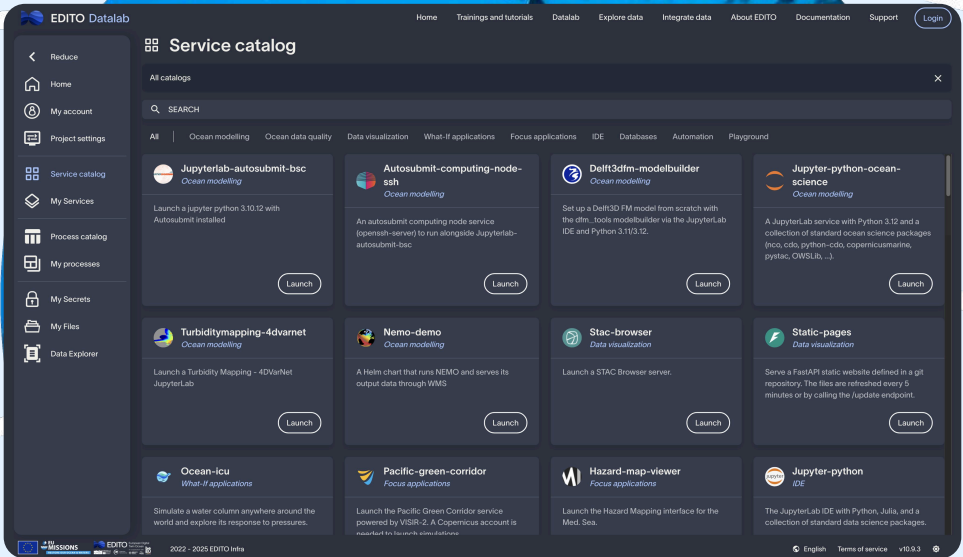 EDITO Datalab
Home Trainings and tutorials Datalab Explore data Integrate data About EDITO Documentation Support Login
Reduce
Home
My account
Project settings
Service catalog
My Services
Process catalog
My processes
My Secrets
My Files
Data Explorer
Service catalog
All catalogs
SEARCH
All Ocean modelling Ocean data quality Data visualization What-If applications Focus applications IDE Databases Automation Playground
Jupyterlab-autosubmit-bsc
Ocean modelling
Launch a jupyter python 3.10.12 with
Autosubmit installed
Launch
Autosubmit-computing-node-
ssh
Ocean modelling
An autosubmit computing node service
(openssh-server) to run alongside Jupyterlab-
autosubmit-bsc
Launch
Delft3dfm-modelbuilder
Ocean modelling
Set up a Delft3D FM model from scratch with
the dfm_tools modelbuilder via the JupyterLab
IDE and Python 3.11/3.12.
Launch
Jupyter-python-ocean-
science
Ocean modelling
A JupyterLab service with Python 3.12 and a
collection of standard ocean science packages
(nco, cdo, python-cdo, copernicusmarine,
pystac, OWSLib, ...).
Launch
Turbiditymapping-4dvarnet
Ocean modelling
Launch a Turbidity Mapping - 4DVarNet
JupyterLab
Launch
Nemo-demo
Ocean modelling
A Helm chart that runs NEMO and serves its
output data through WMS
Launch
Stac-browser
Data visualization
Launch a STAC Browser server.
Launch
Static-pages
Data visualization
Serve a FastAPI static website defined in a git
repository. The files are refreshed every 5
minutes or by calling the /update endpoint.
Launch
Ocean-icu
What-If applications
Simulate a water column anywhere around the
world and explore its response to pressures.
Pacific-green-corridor
Focus applications
Launch the Pacific Green Corridor service
powered by VISIR-2. A Copernicus account is
needed to launch simulations
Hazard-map-viewer
Focus applications
Launch the Hazard Mapping interface for the
Med. Sea.
jupyter
Jupyter-python
IDE
The JupyterLab IDE with Python, Julia, and a
collection of standard data science packages.
MISSIONS
EDITO
2022 - 2025 EDITO Infra
English Terms of service v10.9.3